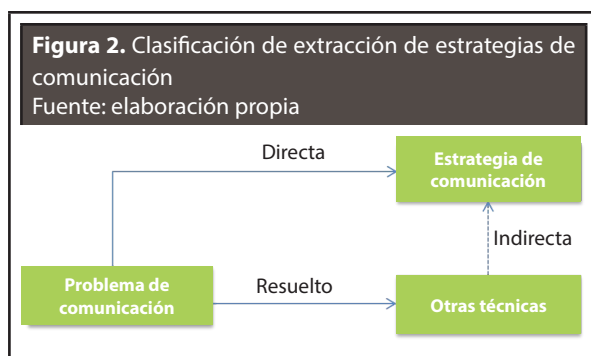 Figura 2. Clasificación de extracción de estrategias de
comunicación
Fuente: elaboración propia
Directa
Estrategia de
comunicación
Indirecta
Problema de
comunicación
Resuelto
Otras técnicas